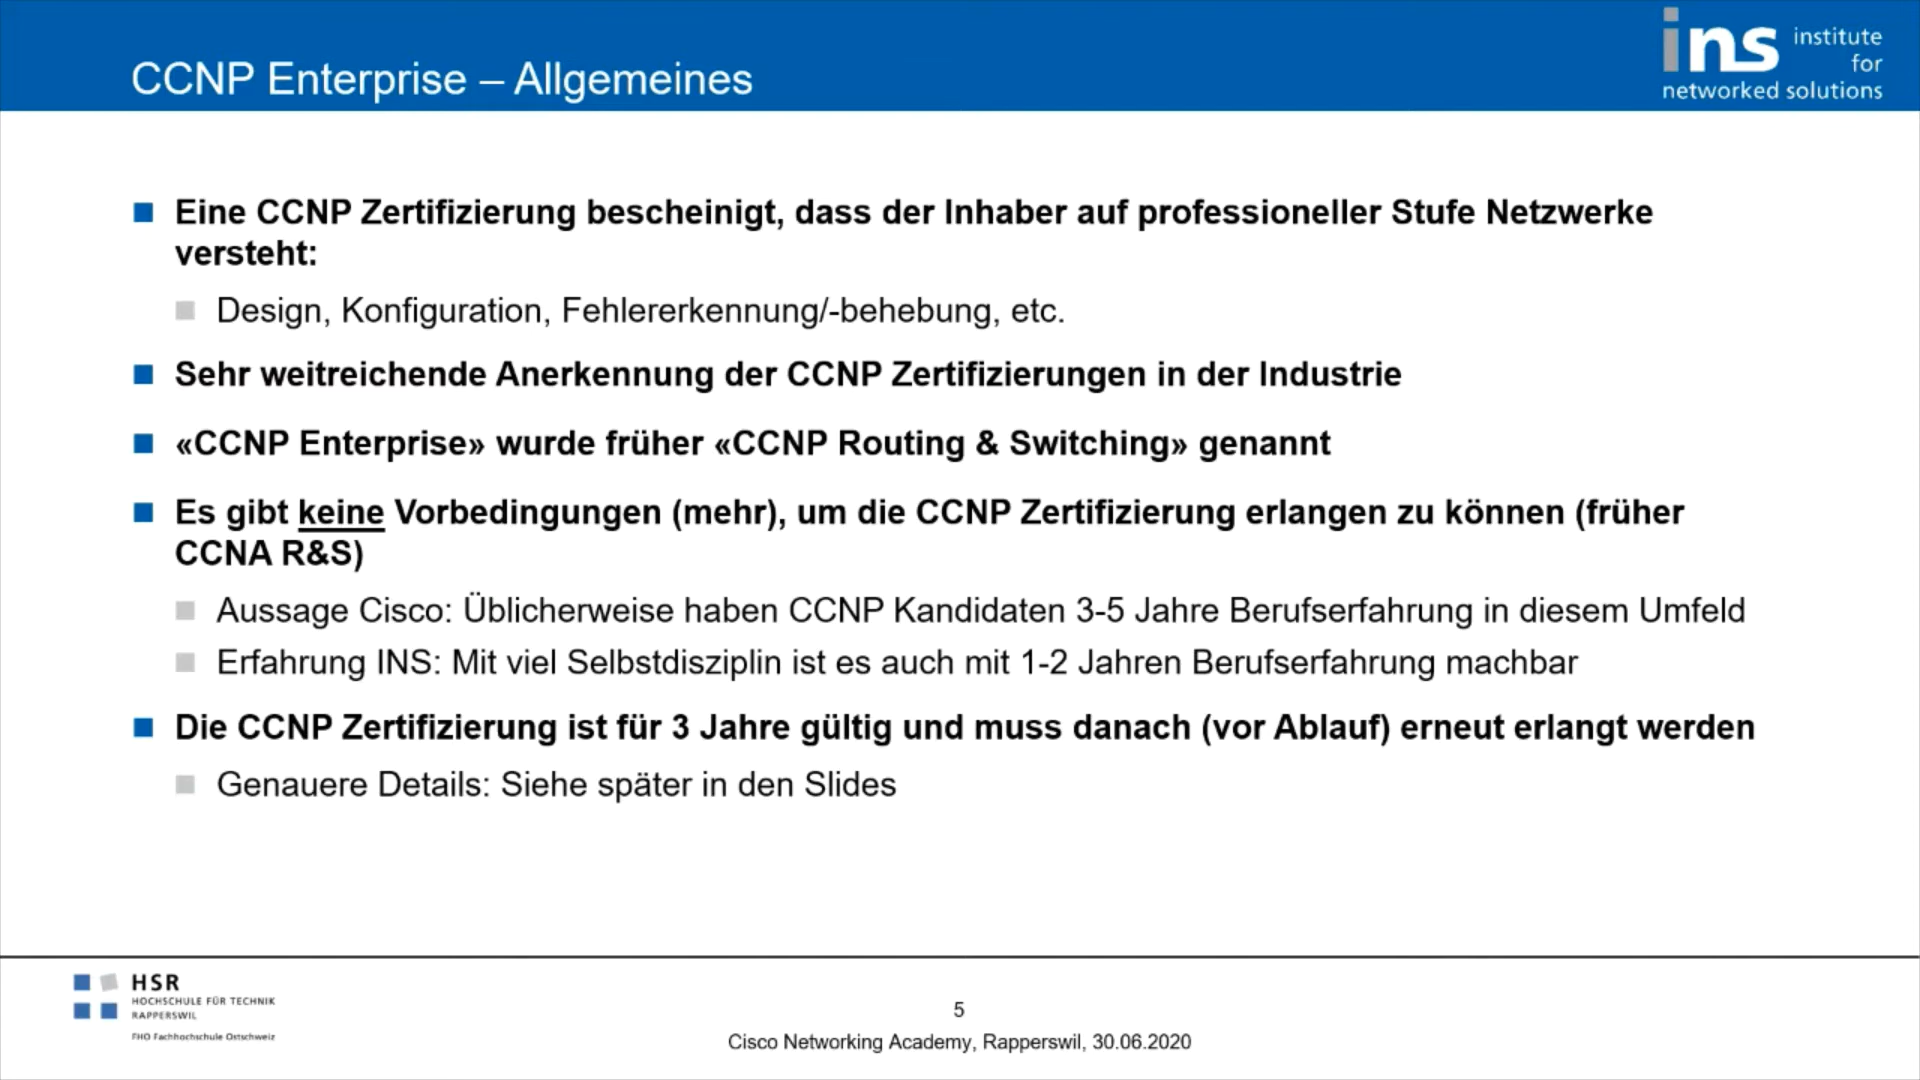 CCNP Enterprise – Allgemeines
ins institute
for
networked solutions
Eine CCNP Zertifizierung bescheinigt, dass der Inhaber auf professioneller Stufe Netzwerke
versteht:
Design, Konfiguration, Fehlererkennung/-behebung, etc.
Sehr weitreichende Anerkennung der CCNP Zertifizierungen in der Industrie
«CCNP Enterprise» wurde früher «CCNP Routing & Switching» genannt
Es gibt keine Vorbedingungen (mehr), um die CCNP Zertifizierung erlangen zu können (früher
CCNA R&S)
Aussage Cisco: Üblicherweise haben CCNP Kandidaten 3-5 Jahre Berufserfahrung in diesem Umfeld
Erfahrung INS: Mit viel Selbstdisziplin ist es auch mit 1-2 Jahren Berufserfahrung machbar
Die CCNP Zertifizierung ist für 3 Jahre gültig und muss danach (vor Ablauf) erneut erlangt werden
Genauere Details: Siehe später in den Slides
HSR
HOCHSCHULE FÜR TECHNIK
RAPPERSWIL
FHO Fachhochschule Ostschweiz
5
Cisco Networking Academy, Rapperswil, 30.06.2020